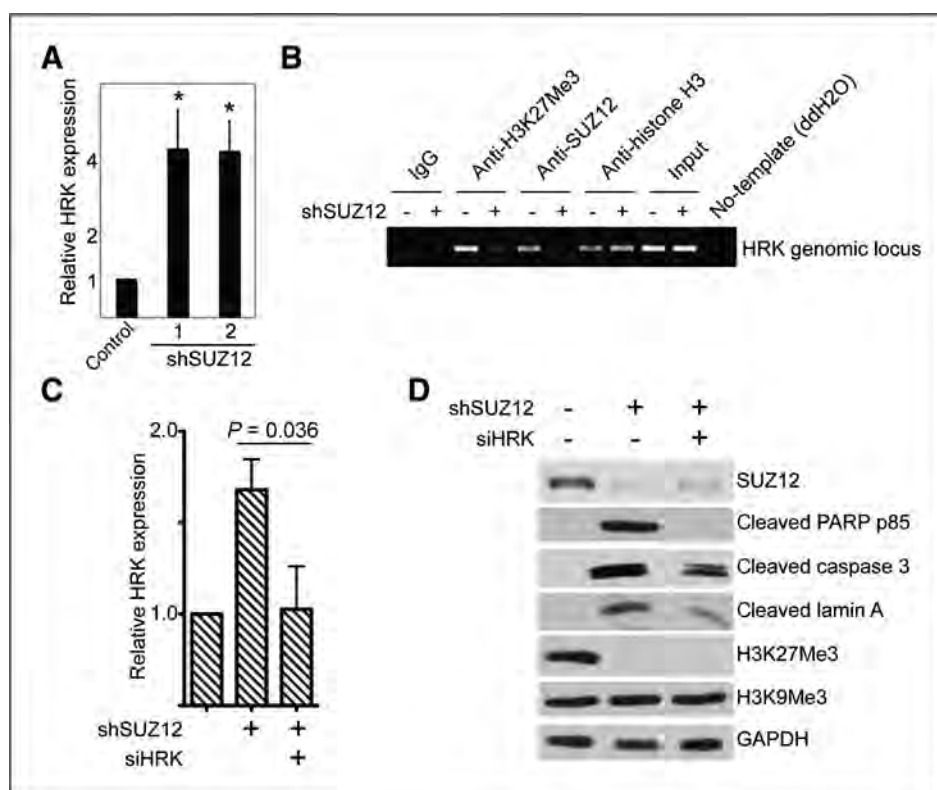 A
Relative HRK expression
4
2
1
*
*
Control
1
2
shSUZ12
B
IgG
Anti-H3K27Me3
Anti-SUZ12
Anti-histone H3
Input
No-template (ddH2O)
shSUZ12 - + - + - + - + - +
HRK genomic locus
C
Relative HRK expression
2.0
1.0
P = 0.036
shSUZ12 + +
siHRK +
D
shSUZ12 - + +
siHRK - - +
SUZ12
Cleaved PARP p85
Cleaved caspase 3
Cleaved lamin A
H3K27Me3
H3K9Me3
GAPDH